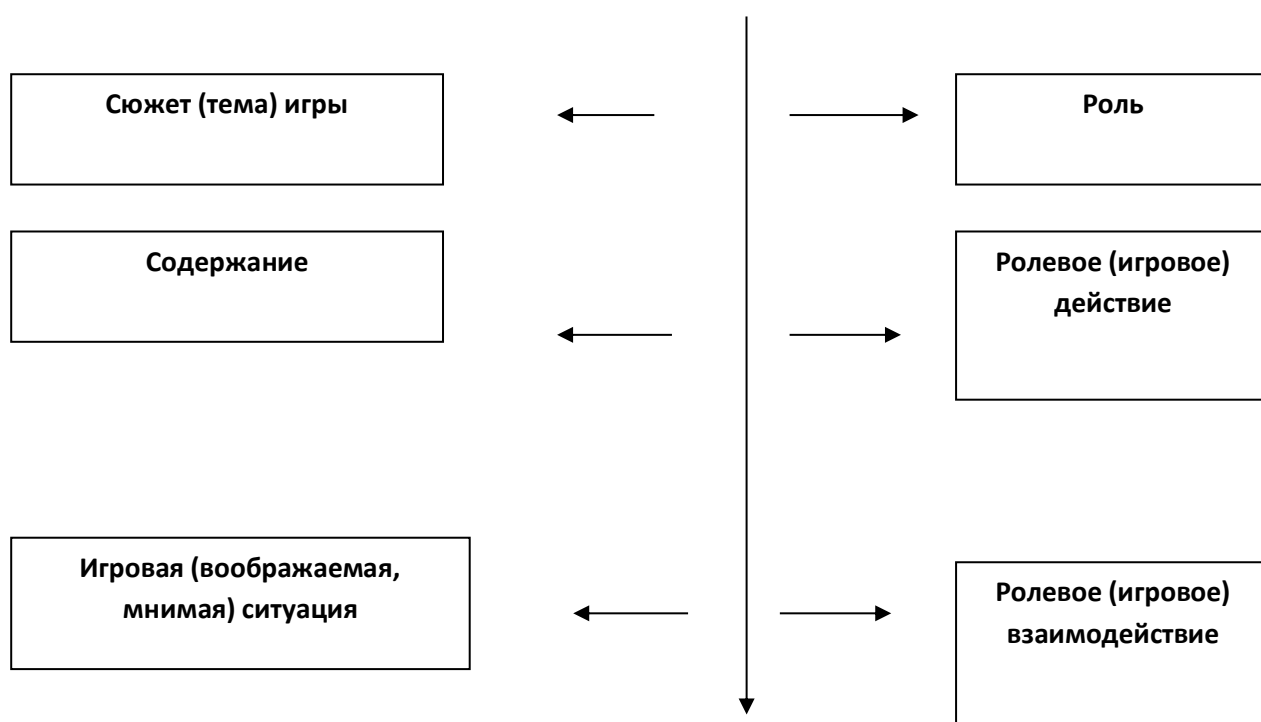 Сюжет (тема) игры
Роль
Содержание
Ролевое (игровое)
действие
Игровая (воображаемая,
мнимая) ситуация
Ролевое (игровое)
взаимодействие